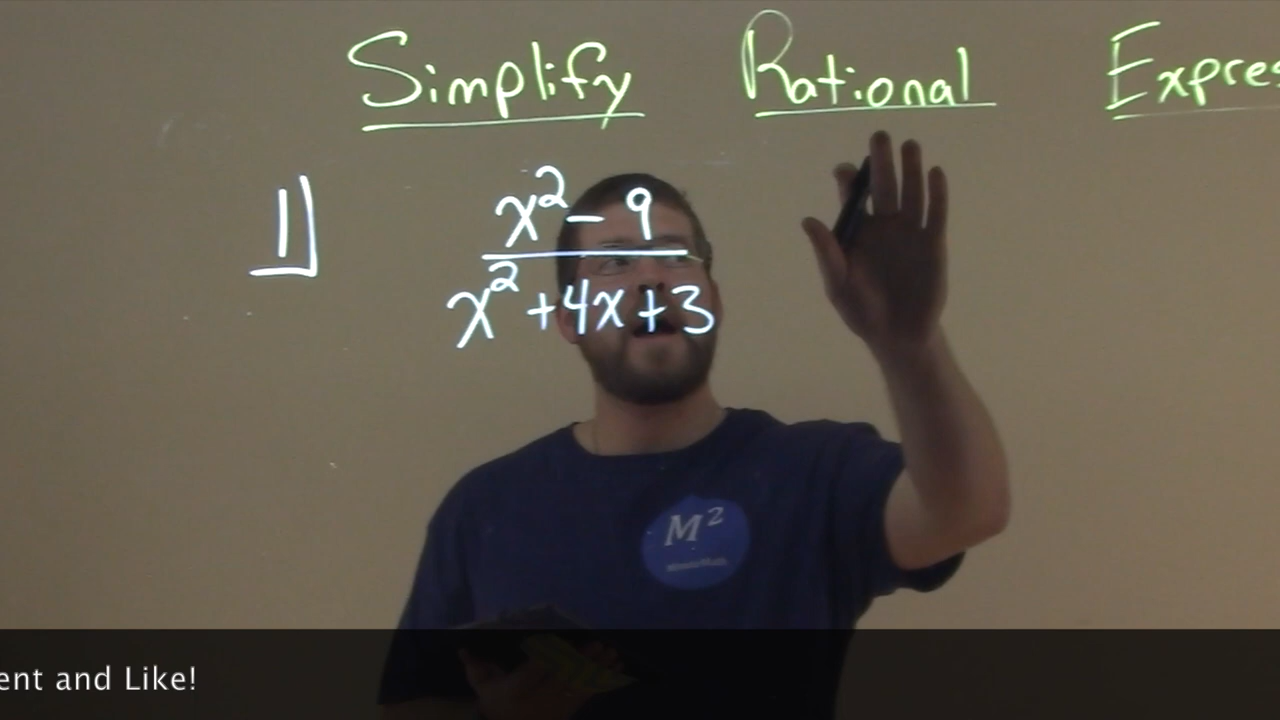 Simplify Rational Expres
1)
x² - 9
x² + 4x + 3
M²
ent and Like!